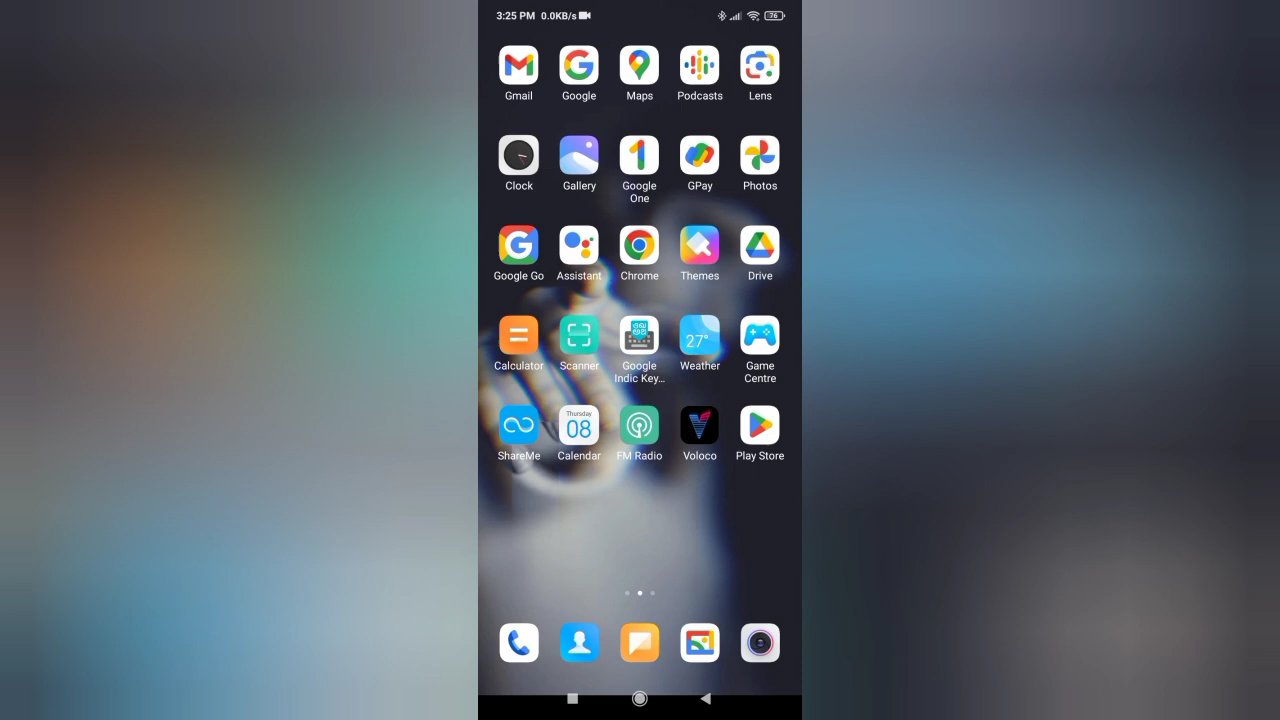 3:25 PM 0.0KB/s 76
Gmail Google Maps Podcasts Lens
Clock Gallery Google One GPay Photos
Google Go Assistant Chrome Themes Drive
27°
Calculator Scanner Google Indic Key... Weather Game Centre
Thursday
08
ShareMe Calendar FM Radio Voloco Play Store